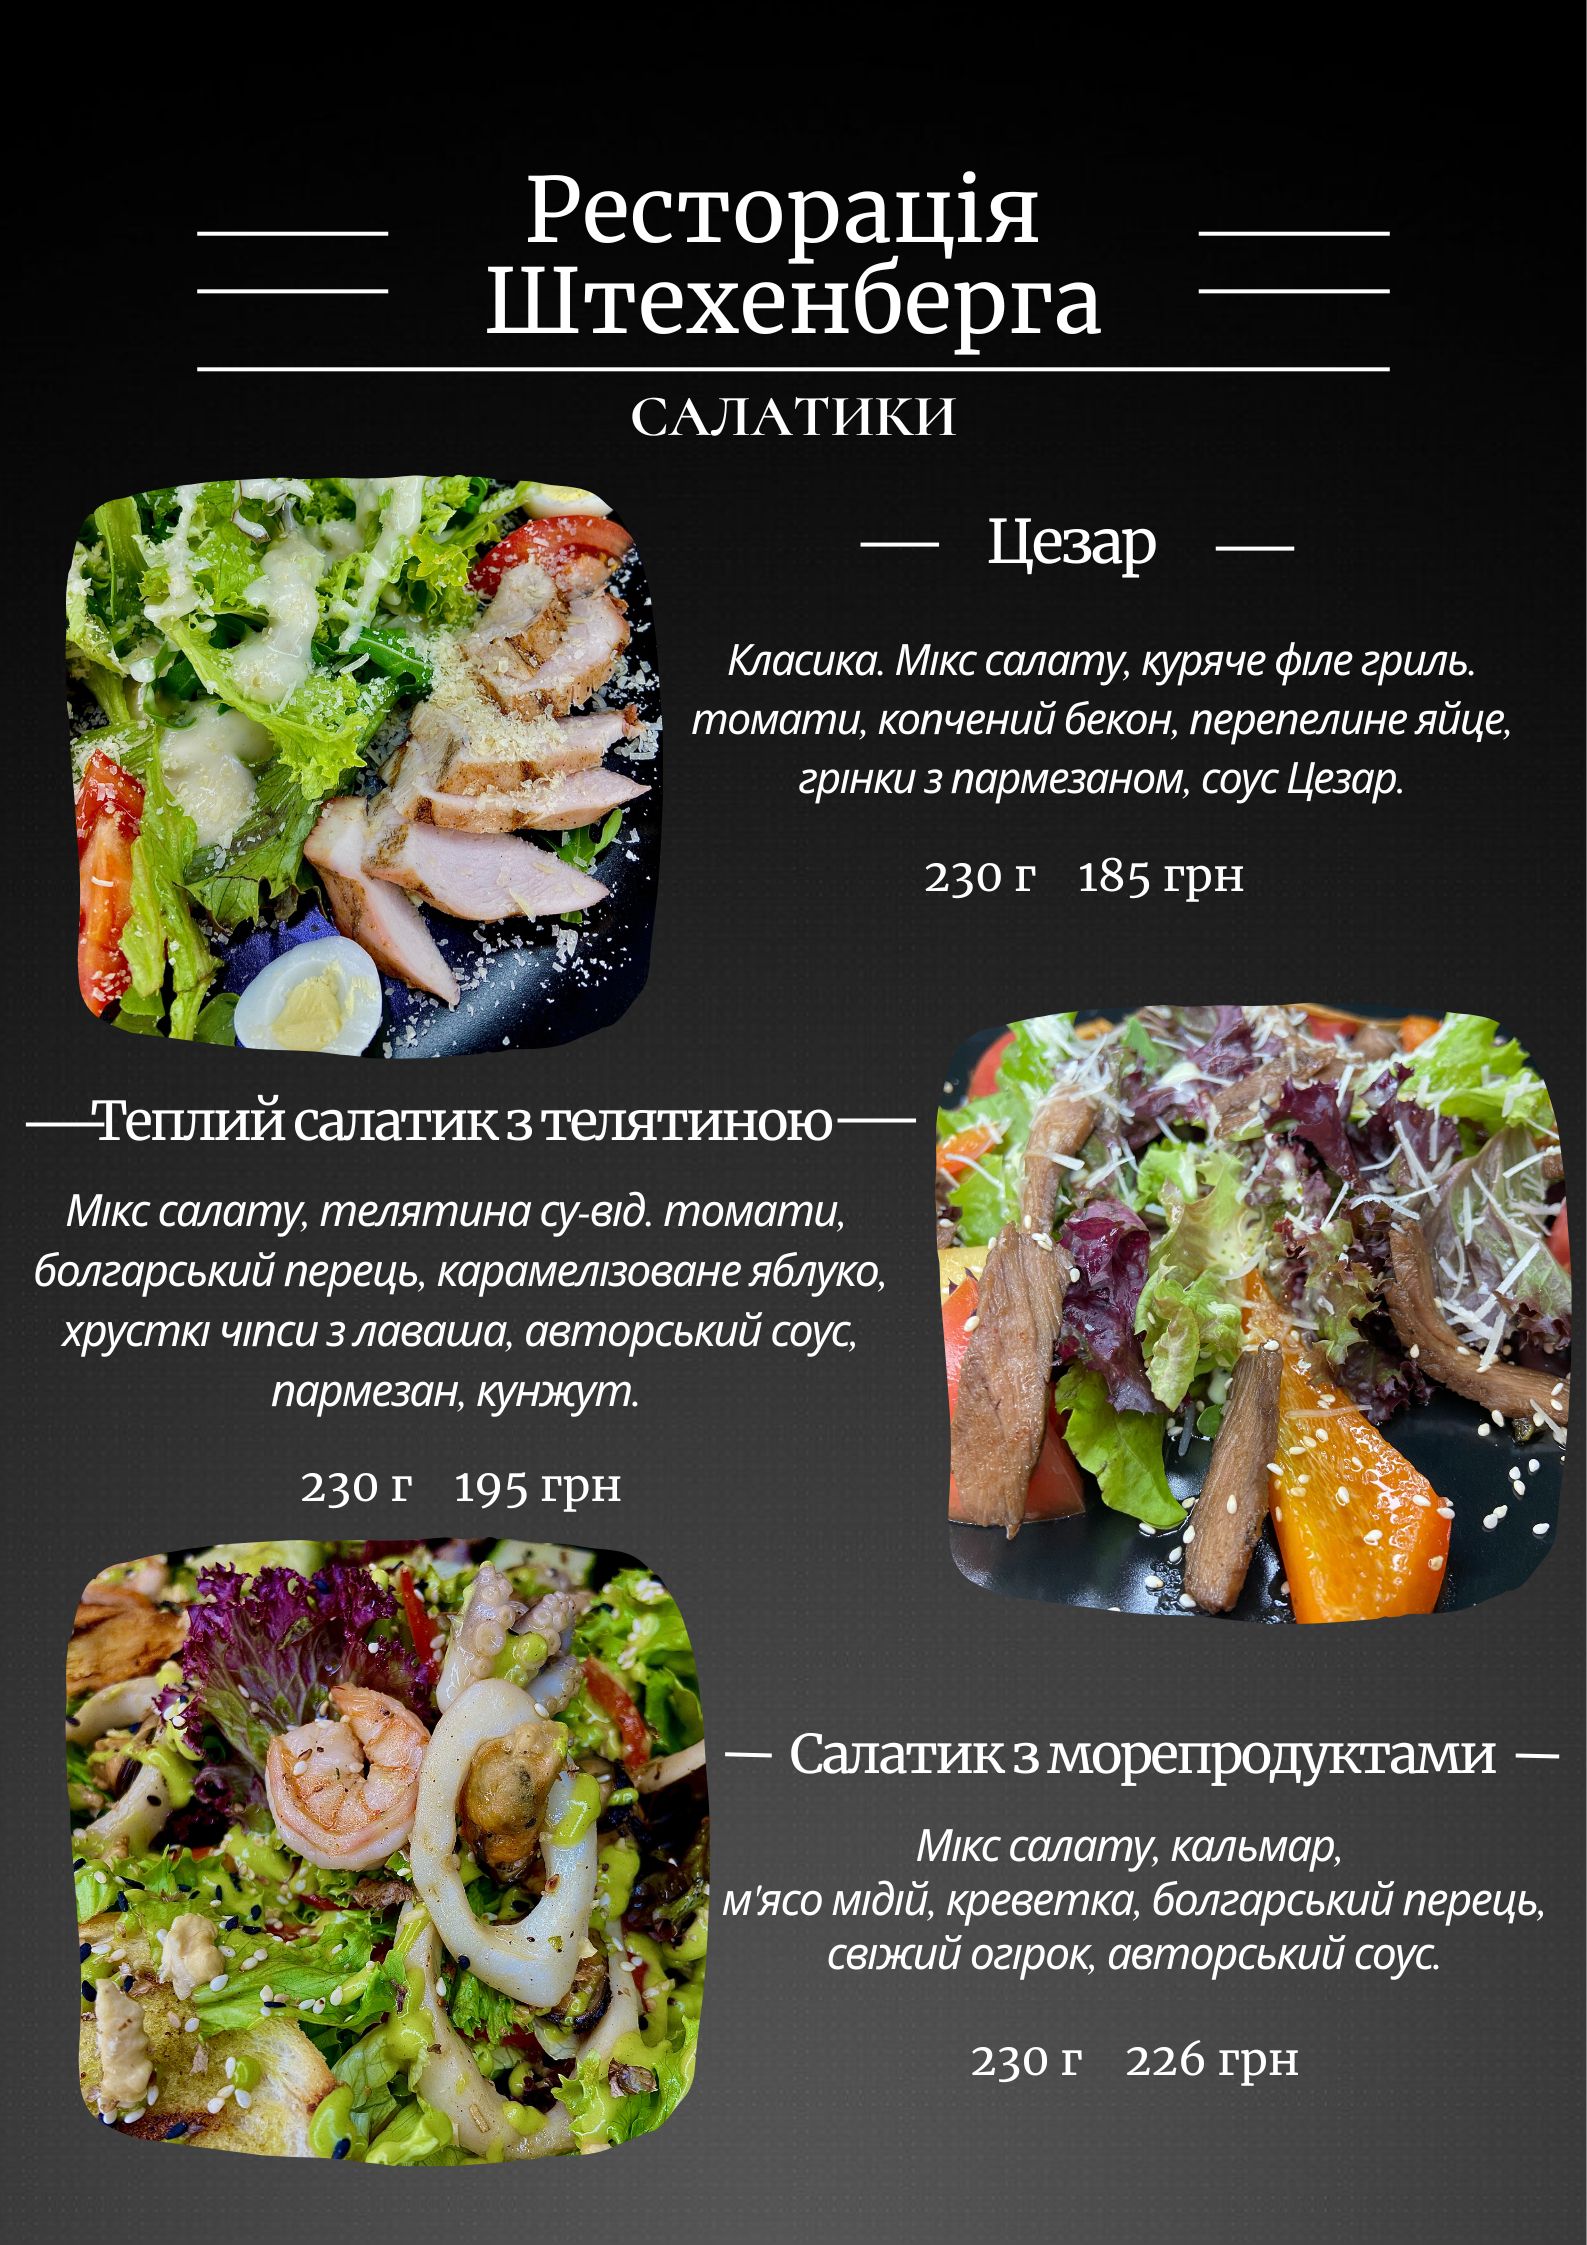 Ресторація
Штехенберга
САЛАТИКИ
Цезар
Класика. Мікс салату, куряче філе гриль.
томати, копчений бекон, перепелине яйце,
грінки з пармезаном, соус Цезар.
230 г 185 грн
Теплий салатик з телятиною
Мікс салату, телятина су-від. томати,
болгарський перець, карамелізоване яблуко,
хрусткі чіпси з лаваша, авторський соус,
пармезан, кунжут.
230 г 195 грн
Салатик з морепродуктами
Мікс салату, кальмар,
м'ясо мідій, креветка, болгарський перець,
свіжий огірок, авторський соус.
230 г 226 грн